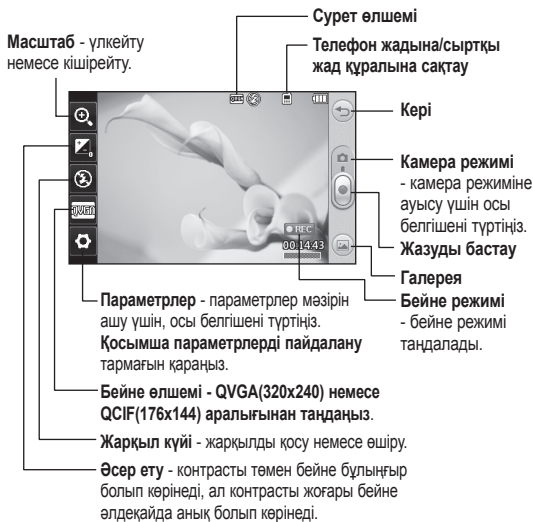 Сурет өлшемі
Масштаб - үлкейту
немесе кішірейту.
Телефон жадына/сыртқы
жад құралына сақтау
Кері
Камера режимі
- камера режиміне
ауысу үшін осы
белгішені түртіңіз.
Жазуды бастау
Галерея
Бейне режимі
- бейне режимі
таңдалады.
QVGA
REC
00:14:43
Параметрлер - параметрлер мәзірін
ашу үшін, осы белгішені түртіңіз.
Қосымша параметрлерді пайдалану
тармағын қараңыз.
Бейне өлшемі - QVGA(320x240) немесе
QCIF(176x144) аралығынан таңдаңыз.
Жарқыл күйі - жарқылды қосу немесе өшіру.
Әсер ету - контрасты төмен бейне бұлыңғыр
болып көрінеді, ал контрасты жоғары бейне
әлдеқайда анық болып көрінеді.